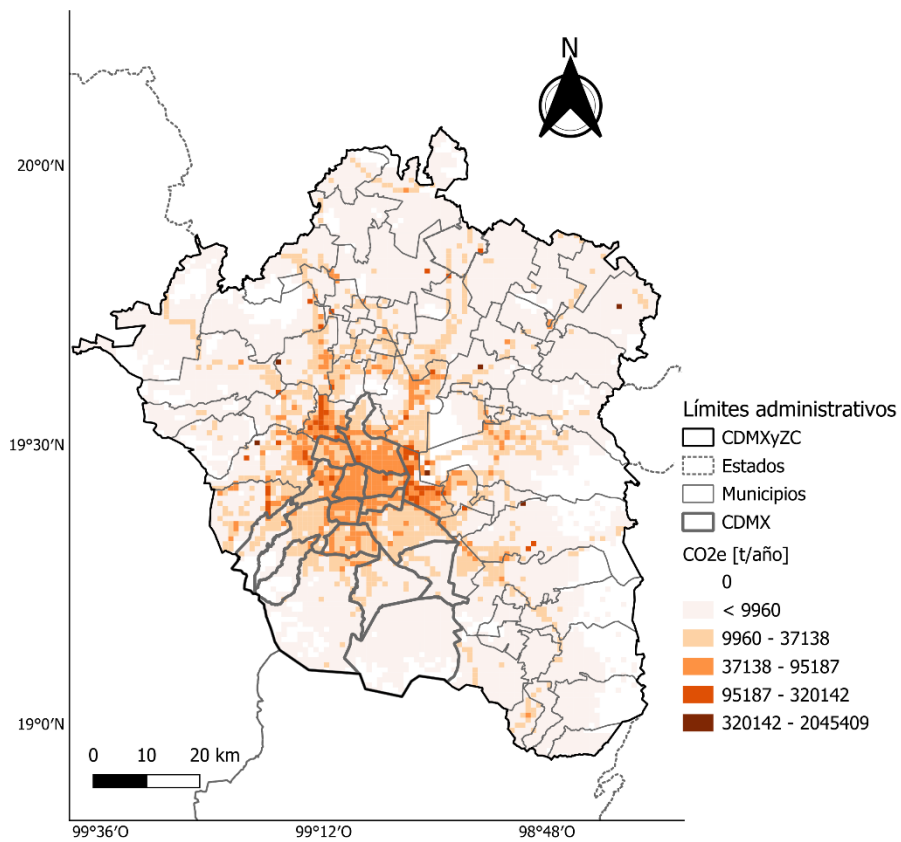 N
20°0′N
19°30′N
19°0′N
0 10 20 km
99°36′O 99°12′O 98°48′O
Límites administrativos
CDMXyZC
Estados
Municipios
CDMX
CO2e [t/año]
0
< 9960
9960 - 37138
37138 - 95187
95187 - 320142
320142 - 2045409